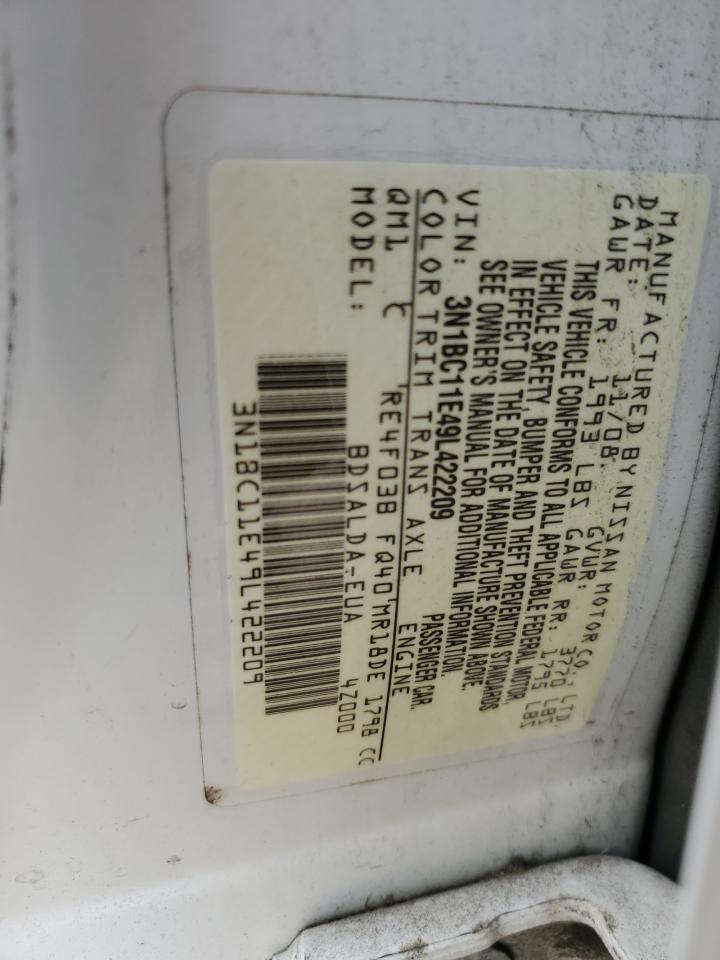 MANUFACTURED BY NISSAN MOTOR CO., LTD.
DATE: 11/08 GVWR: 3770 LBS
GAWR FR: 1993 LBS GAWR RR: 1795 LBS
THIS VEHICLE CONFORMS TO ALL APPLICABLE FEDERAL MOTOR
VEHICLE SAFETY, BUMPER AND THEFT PREVENTION STANDARDS
IN EFFECT ON THE DATE OF MANUFACTURE SHOWN ABOVE.
SEE OWNER'S MANUAL FOR ADDITIONAL INFORMATION.
VIN: 3N1BC11E49L422209 PASSENGER CAR.
COLOR TRIM TRANS AXLE ENGINE
QM1 C RE4F03B FQ40 MR18DE 1798 CC
MODEL: BDSALDA-EUA 4Z000
3N1BC11E49L422209